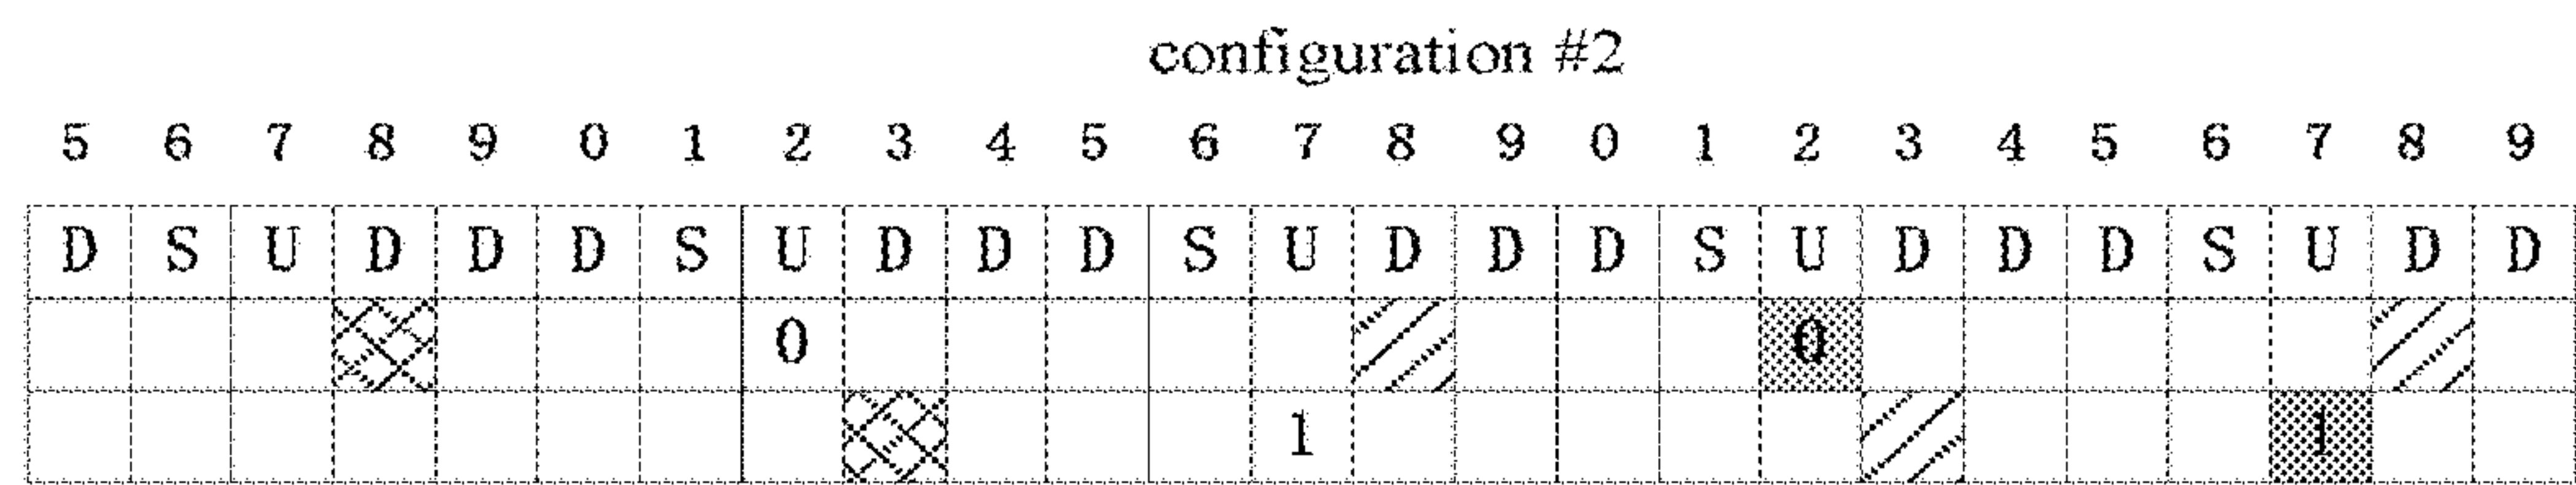 configuration #2
5 6 7 8 9 0 1 2 3 4 5 6 7 8 9 0 1 2 3 4 5 6 7 8 9
D S U D D D S U D D D S U D D D S U D D D S U D D
0 0
1 1